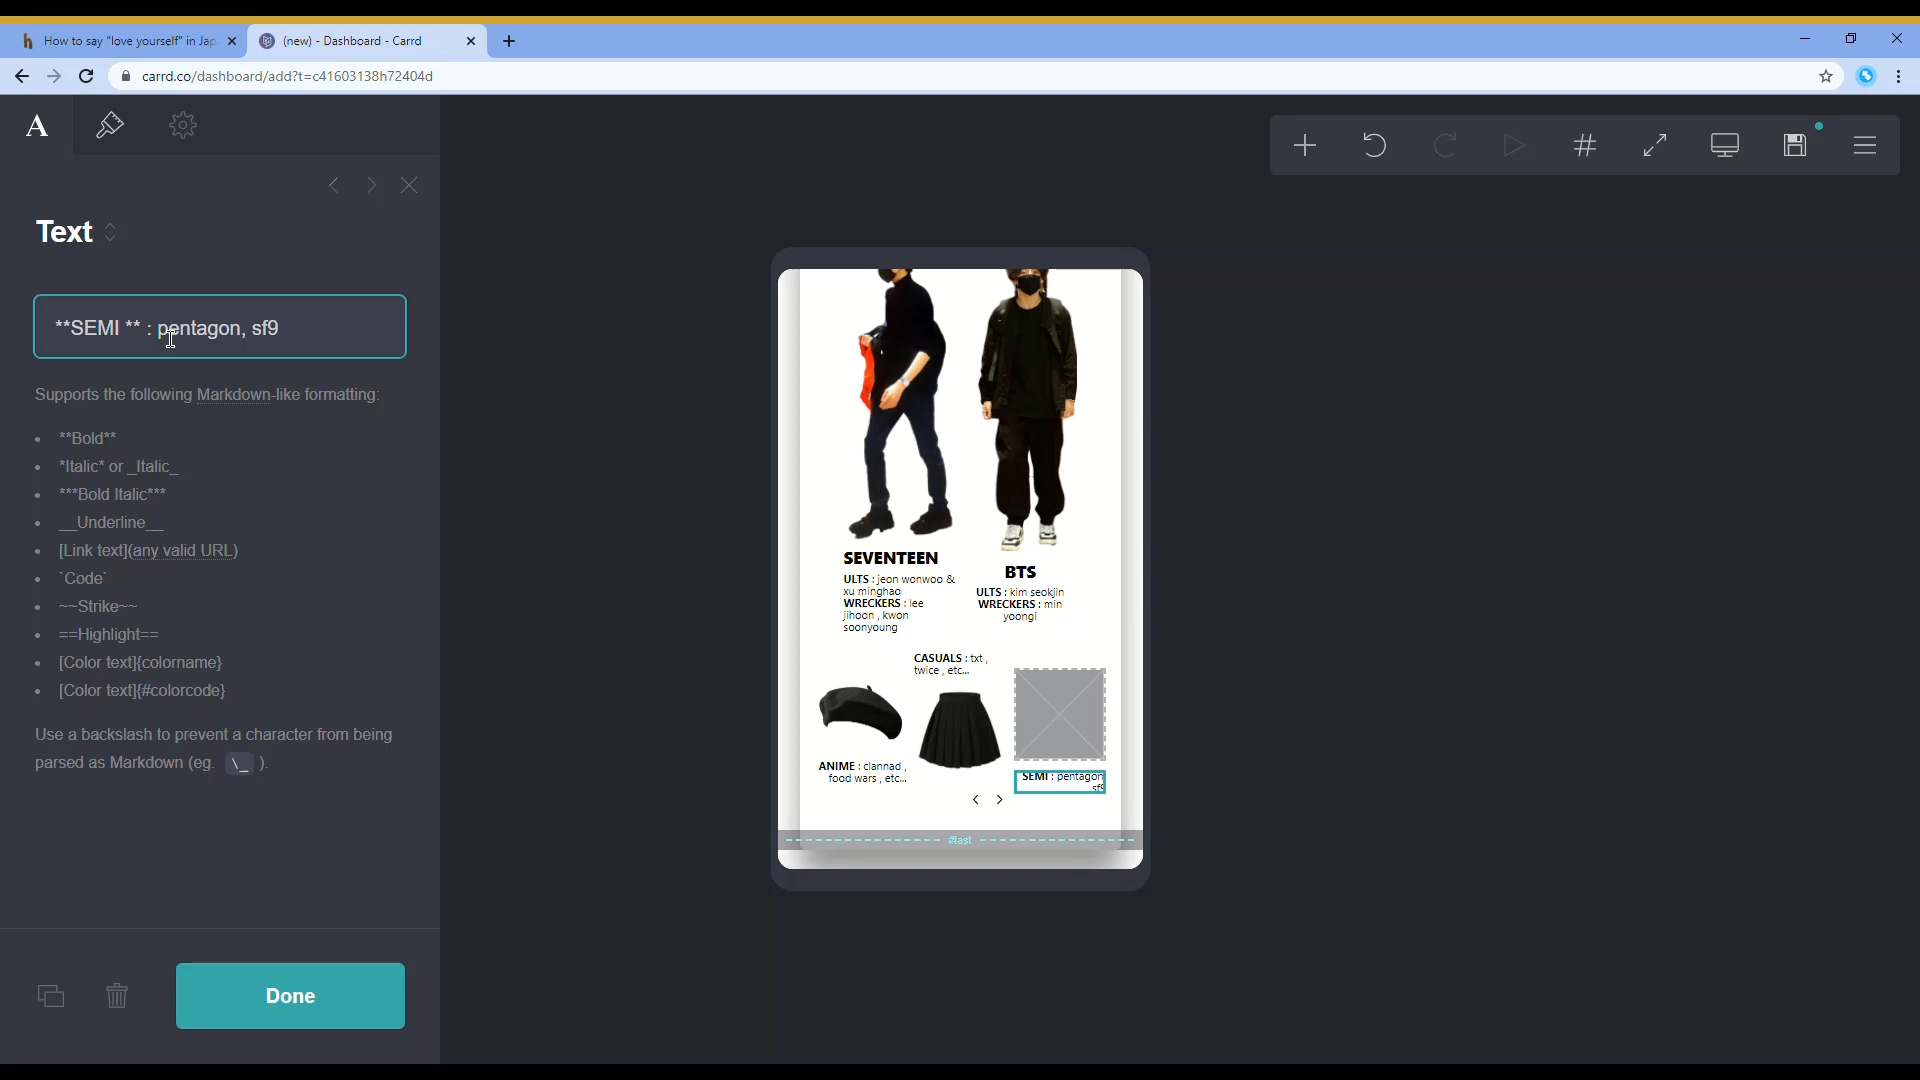 How to say "love yourself" in Jap
(new) - Dashboard - Carrd
carrd.co/dashboard/add?t=c41603138h72404d
A
Text
**SEMI ** : pentagon, sf9
Supports the following Markdown-like formatting:
• **Bold**
• *Italic* or _Italic_
• ***Bold Italic***
• __Underline__
• [Link text](any valid URL)
• `Code`
• ~~Strike~~
• ==Highlight==
• [Color text]{colorname}
• [Color text]{#colorcode}
Use a backslash to prevent a character from being
parsed as Markdown (eg. \_ ).
Done
SEVENTEEN
ULTS : jeon wonwoo &
xu minghao
WRECKERS : lee
jihoon , kwon
soonyoung
BTS
ULTS : kim seokjin
WRECKERS : min
yoongi
CASUALS : txt ,
twice , etc...
ANIME : clannad ,
food wars , etc...
SEMI : pentagon
sf9
#last